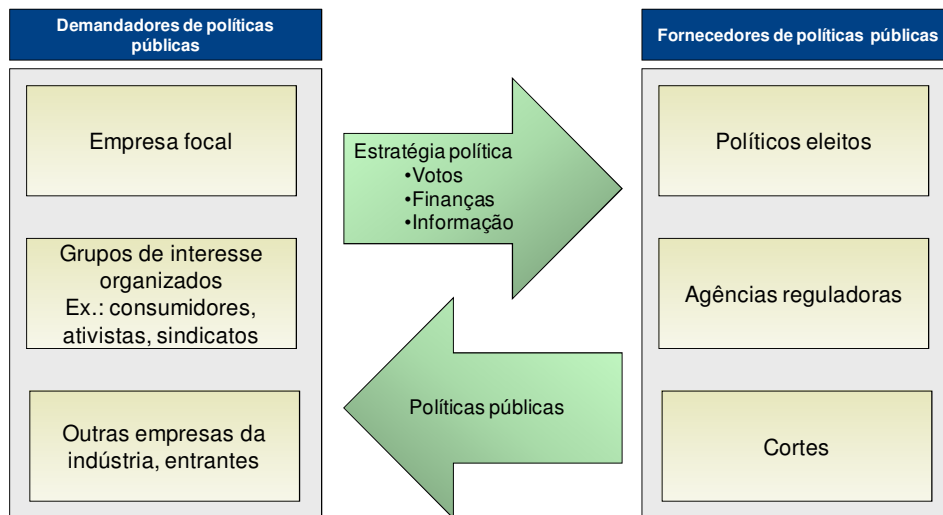 Demandadores de políticas
públicas
Empresa focal
Grupos de interesse
organizados
Ex.: consumidores,
ativistas, sindicatos
Outras empresas da
indústria, entrantes
Estratégia política
•Votos
•Finanças
•Informação
Políticas públicas
Fornecedores de políticas públicas
Políticos eleitos
Agências reguladoras
Cortes